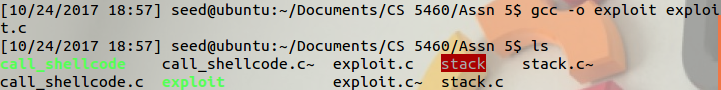 [10/24/2017 18:57] seed@ubuntu:~/Documents/CS 5460/Assn 5$ gcc -o exploit exploi
t.c
[10/24/2017 18:57] seed@ubuntu:~/Documents/CS 5460/Assn 5$ ls
call_shellcode call_shellcode.c~ exploit.c stack stack.c~
call_shellcode.c exploit exploit.c~ stack.c